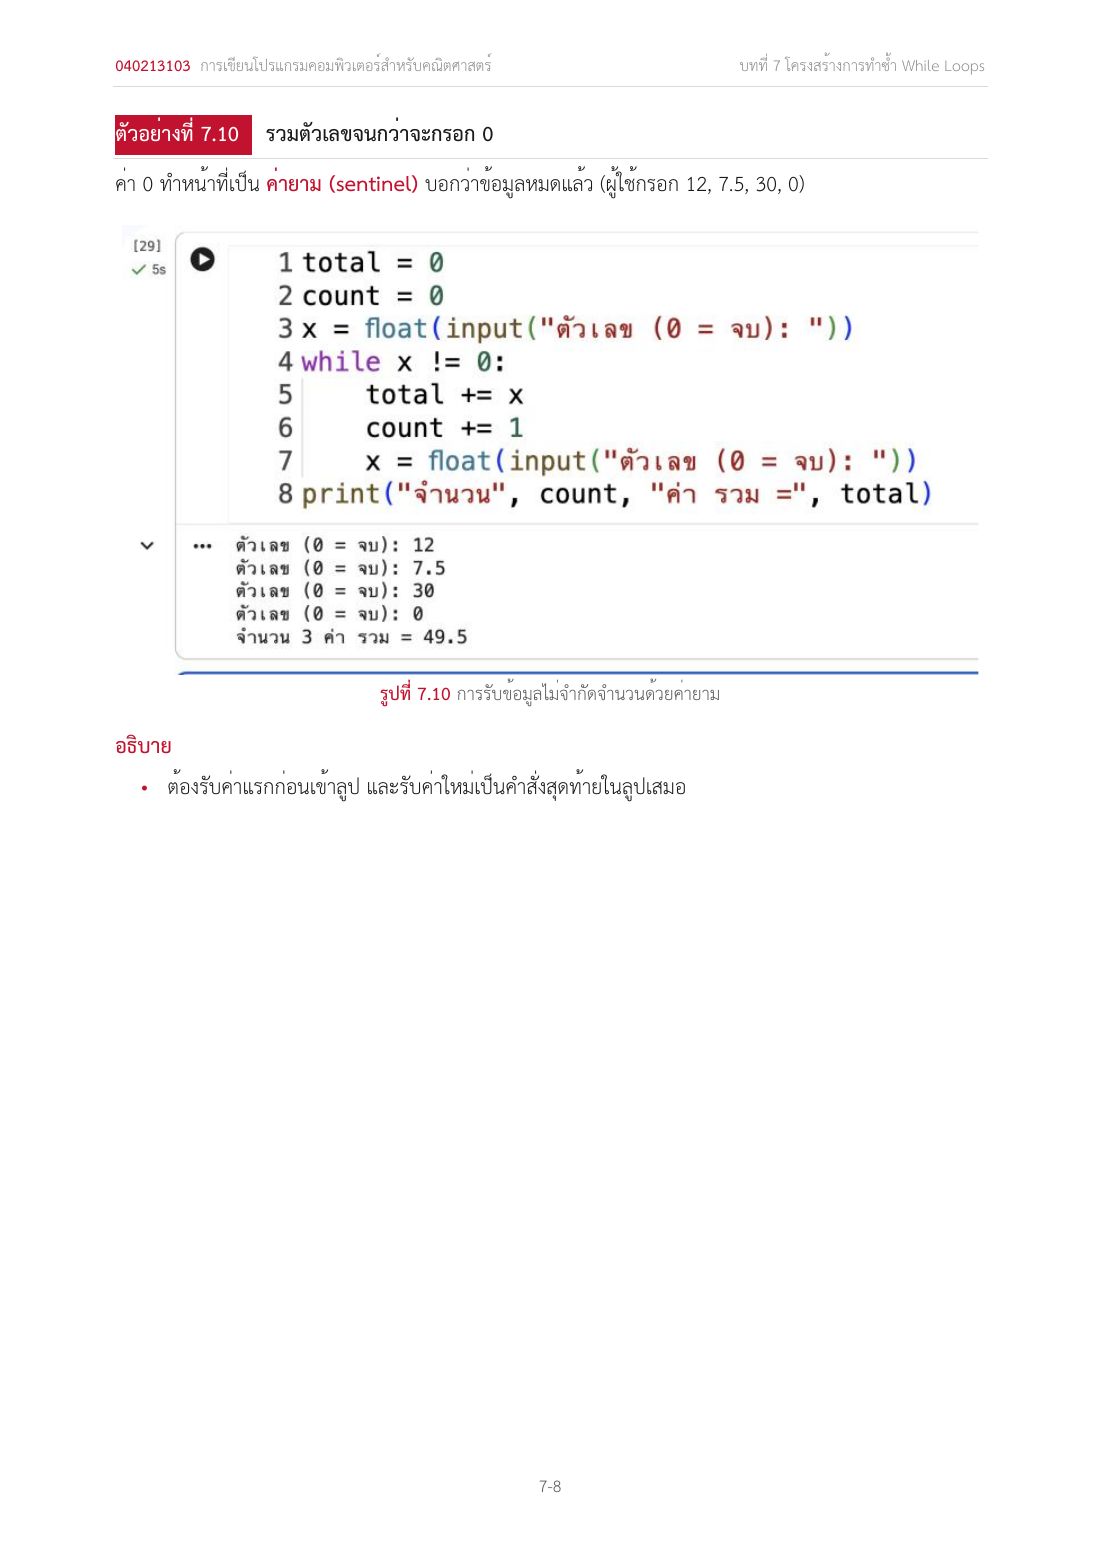 040213103 การเขียนโปรแกรมคอมพิวเตอร์สำหรับคณิตศาสตร์ บทที่ 7 โครงสร้างการทำซ้ำ While Loops
ตัวอย่างที่ 7.10 รวมตัวเลขจนกว่าจะกรอก 0
ค่า 0 ทำหน้าที่เป็น ค่ายาม (sentinel) บอกว่าข้อมูลหมดแล้ว (ผู้ใช้กรอก 12, 7.5, 30, 0)
[29]
5s
1 total = 0
2 count = 0
3 x = float(input("ตัวเลข (0 = จบ): "))
4 while x != 0:
5     total += x
6     count += 1
7     x = float(input("ตัวเลข (0 = จบ): "))
8 print("จำนวน", count, "ค่า รวม =", total)
ตัวเลข (0 = จบ): 12
ตัวเลข (0 = จบ): 7.5
ตัวเลข (0 = จบ): 30
ตัวเลข (0 = จบ): 0
จำนวน 3 ค่า รวม = 49.5
รูปที่ 7.10 การรับข้อมูลไม่จำกัดจำนวนด้วยค่ายาม
อธิบาย
• ต้องรับค่าแรกก่อนเข้าลูป และรับค่าใหม่เป็นคำสั่งสุดท้ายในลูปเสมอ
7-8